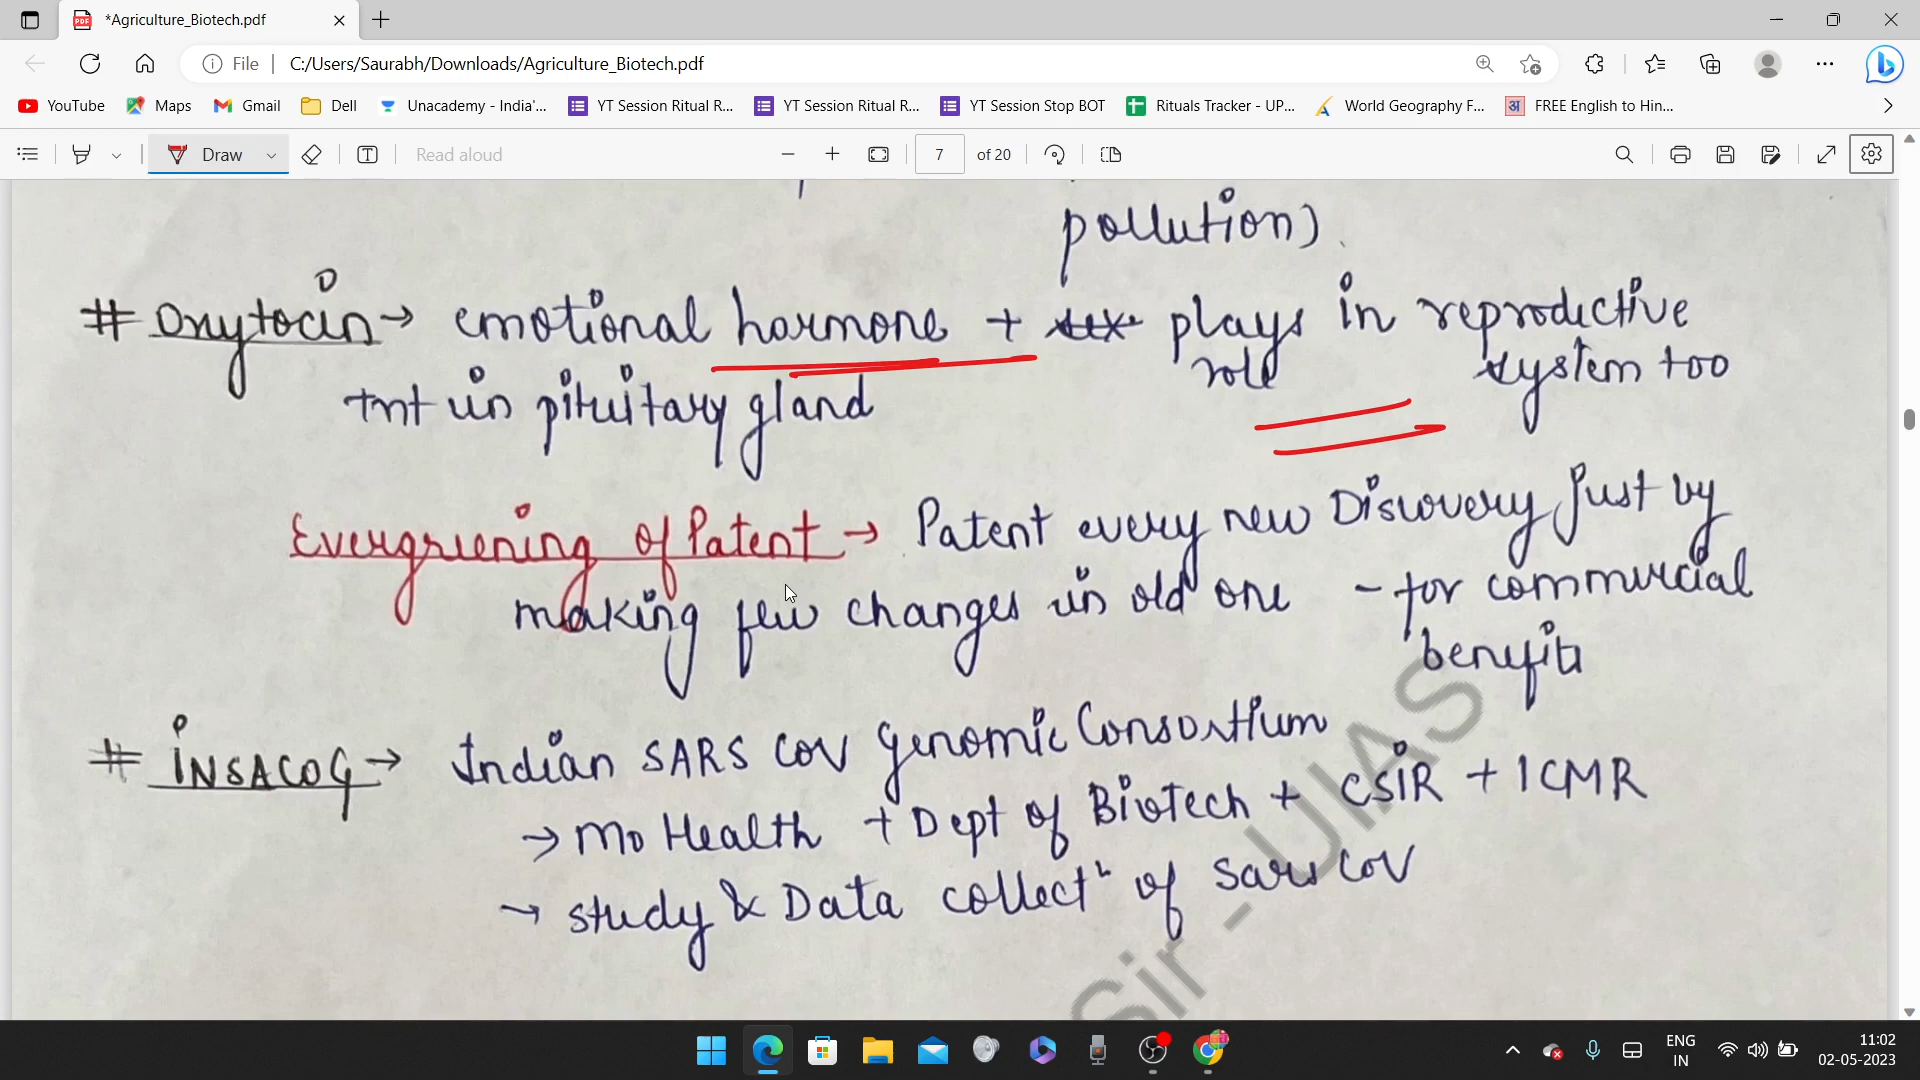 *Agriculture_Biotech.pdf
File C:/Users/Saurabh/Downloads/Agriculture_Biotech.pdf
YouTube Maps Gmail Dell Unacademy - India'... YT Session Ritual R... YT Session Ritual R... YT Session Stop BOT Rituals Tracker - UP... World Geography F... FREE English to Hin...
Draw Read aloud 7 of 20
pollution)
# Oxytocin → emotional hormone + sex plays in reproductive
role system too
tnt in pituitary gland
Evergriening of Patent → Patent every new Discovery just by
making few changes in old one - for commercial
benefits
# INSACOG → Indian SARS COV Genomic Consortium
→ Mo Health + Dept of Biotech + CSIR + ICMR
→ study & Data collectn of Sars CoV
Sir - UIAS
ENG 11:02
IN 02-05-2023